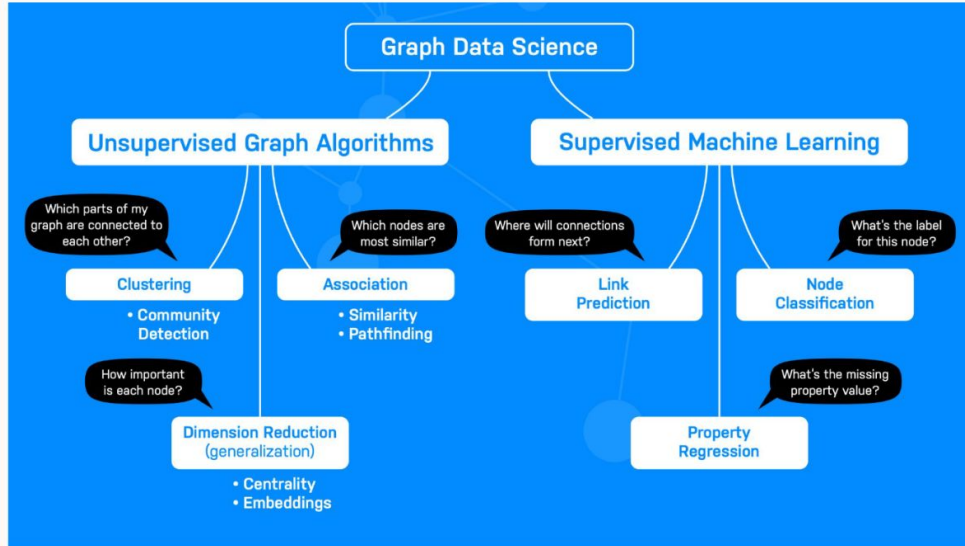 Graph Data Science
Unsupervised Graph Algorithms
Supervised Machine Learning
Which parts of my
graph are connected to
each other?
Which nodes are
most similar?
Where will connections
form next?
What's the label
for this node?
Clustering
Association
Link
Prediction
Node
Classification
• Community
Detection
• Similarity
• Pathfinding
How important
is each node?
What's the missing
property value?
Dimension Reduction
(generalization)
Property
Regression
• Centrality
• Embeddings